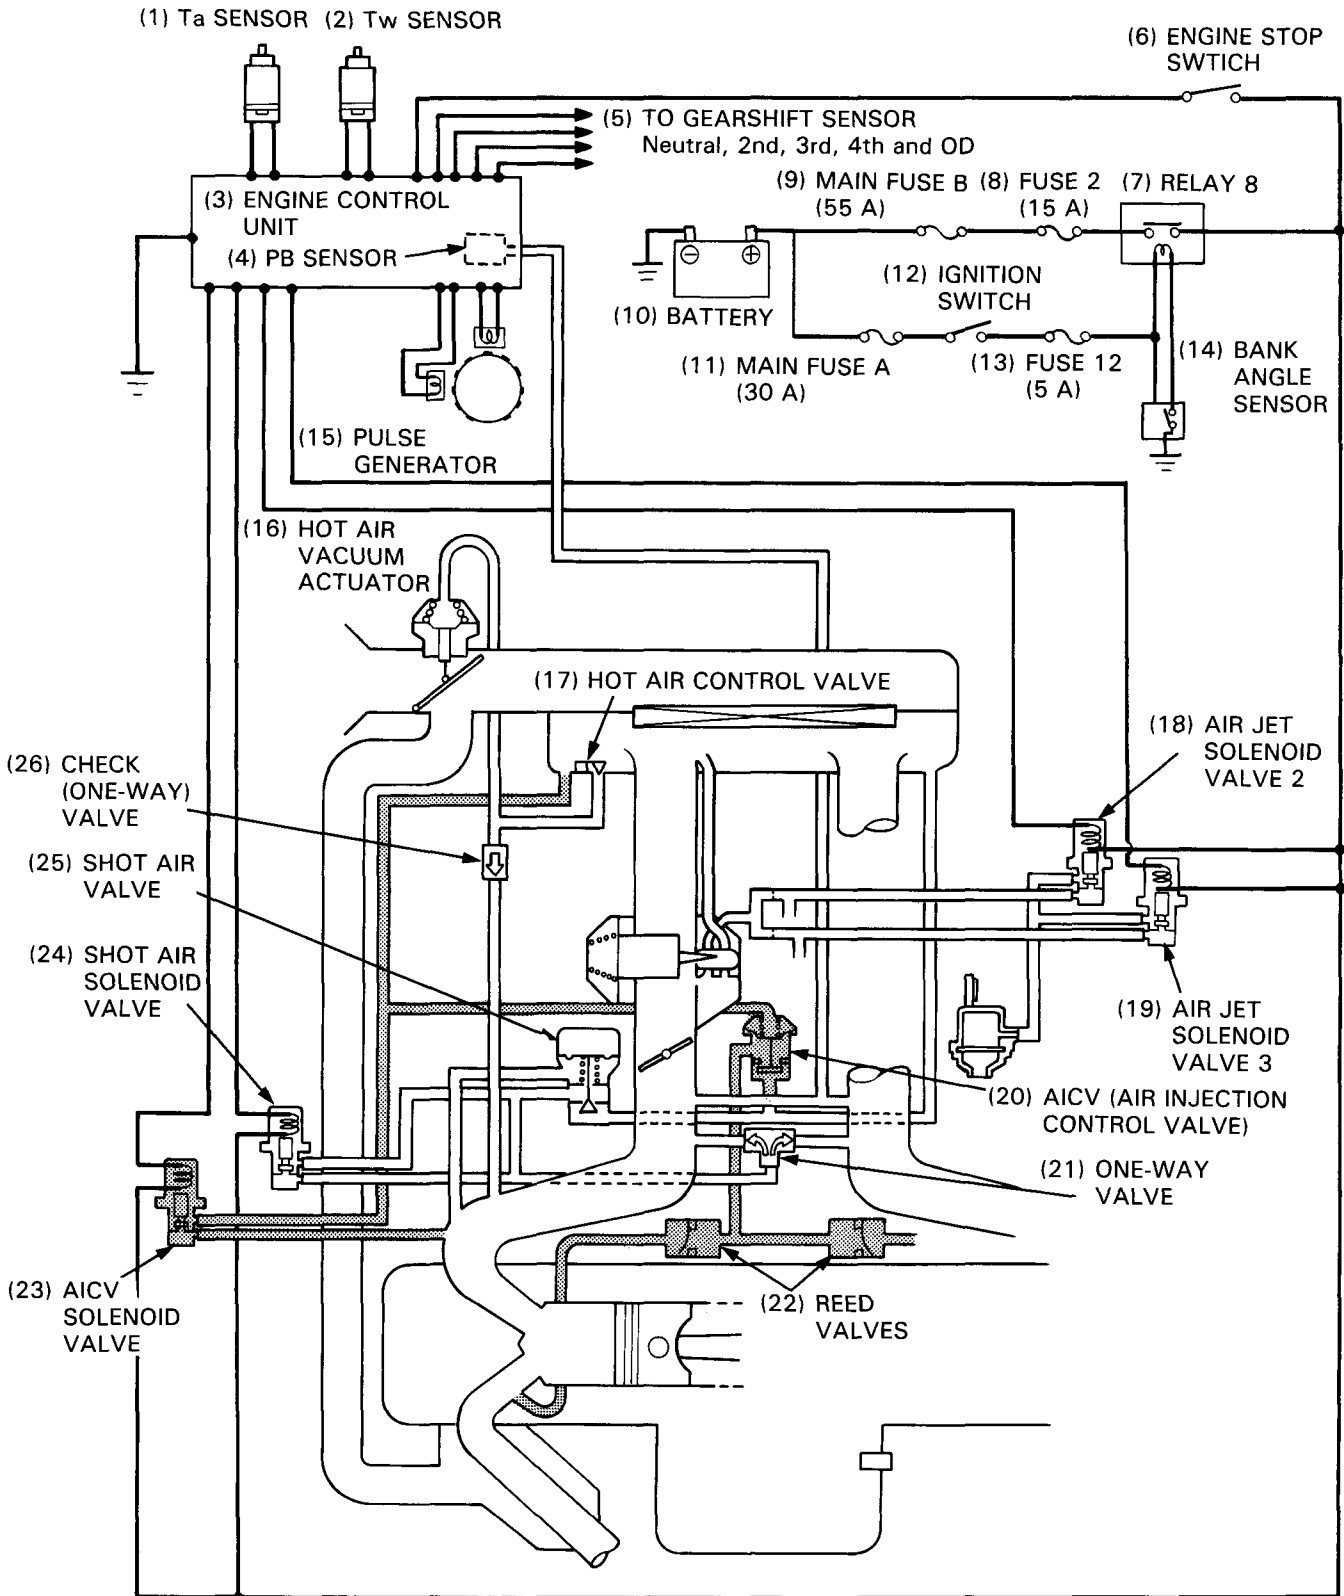 (1) Ta SENSOR
(2) Tw SENSOR
(6) ENGINE STOP
SWTICH
(5) TO GEARSHIFT SENSOR
Neutral, 2nd, 3rd, 4th and OD
(9) MAIN FUSE B
(55 A)
(8) FUSE 2
(15 A)
(7) RELAY 8
(3) ENGINE CONTROL
UNIT
(4) PB SENSOR
(12) IGNITION
SWITCH
(10) BATTERY
(11) MAIN FUSE A
(30 A)
(13) FUSE 12
(5 A)
(14) BANK
ANGLE
SENSOR
(15) PULSE
GENERATOR
(16) HOT AIR
VACUUM
ACTUATOR
(17) HOT AIR CONTROL VALVE
(18) AIR JET
SOLENOID
VALVE 2
(26) CHECK
(ONE-WAY)
VALVE
(25) SHOT AIR
VALVE
(24) SHOT AIR
SOLENOID
VALVE
(19) AIR JET
SOLENOID
VALVE 3
(20) AICV (AIR INJECTION
CONTROL VALVE)
(21) ONE-WAY
VALVE
(23) AICV
SOLENOID
VALVE
(22) REED
VALVES